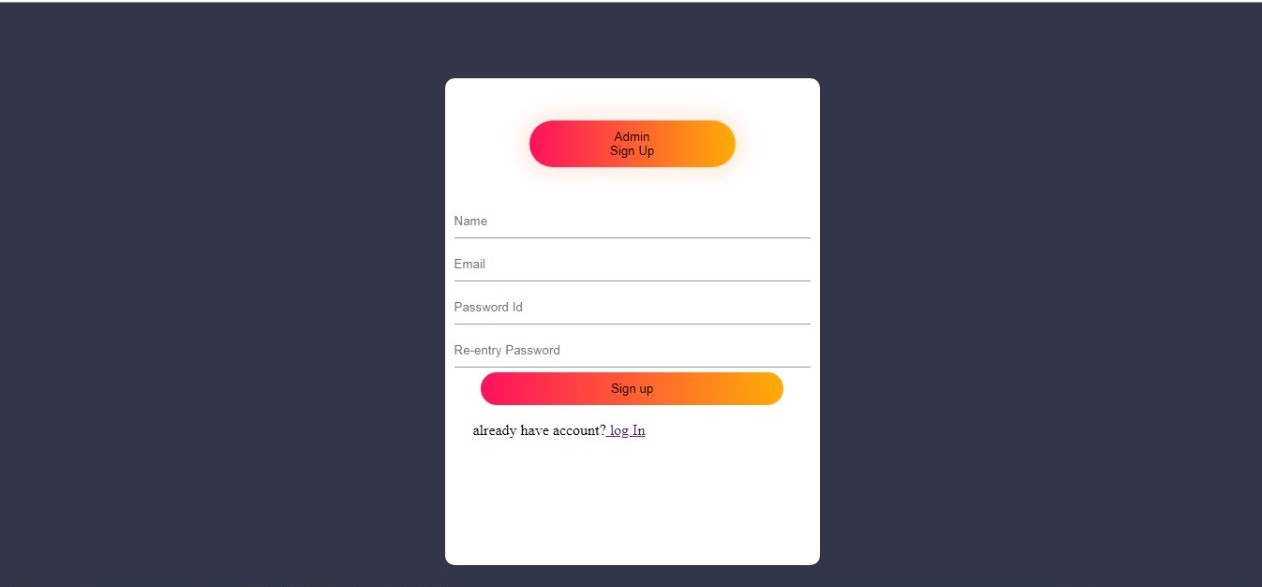 Admin
Sign Up
Name
Email
Password Id
Re-entry Password
Sign up
already have account? log In